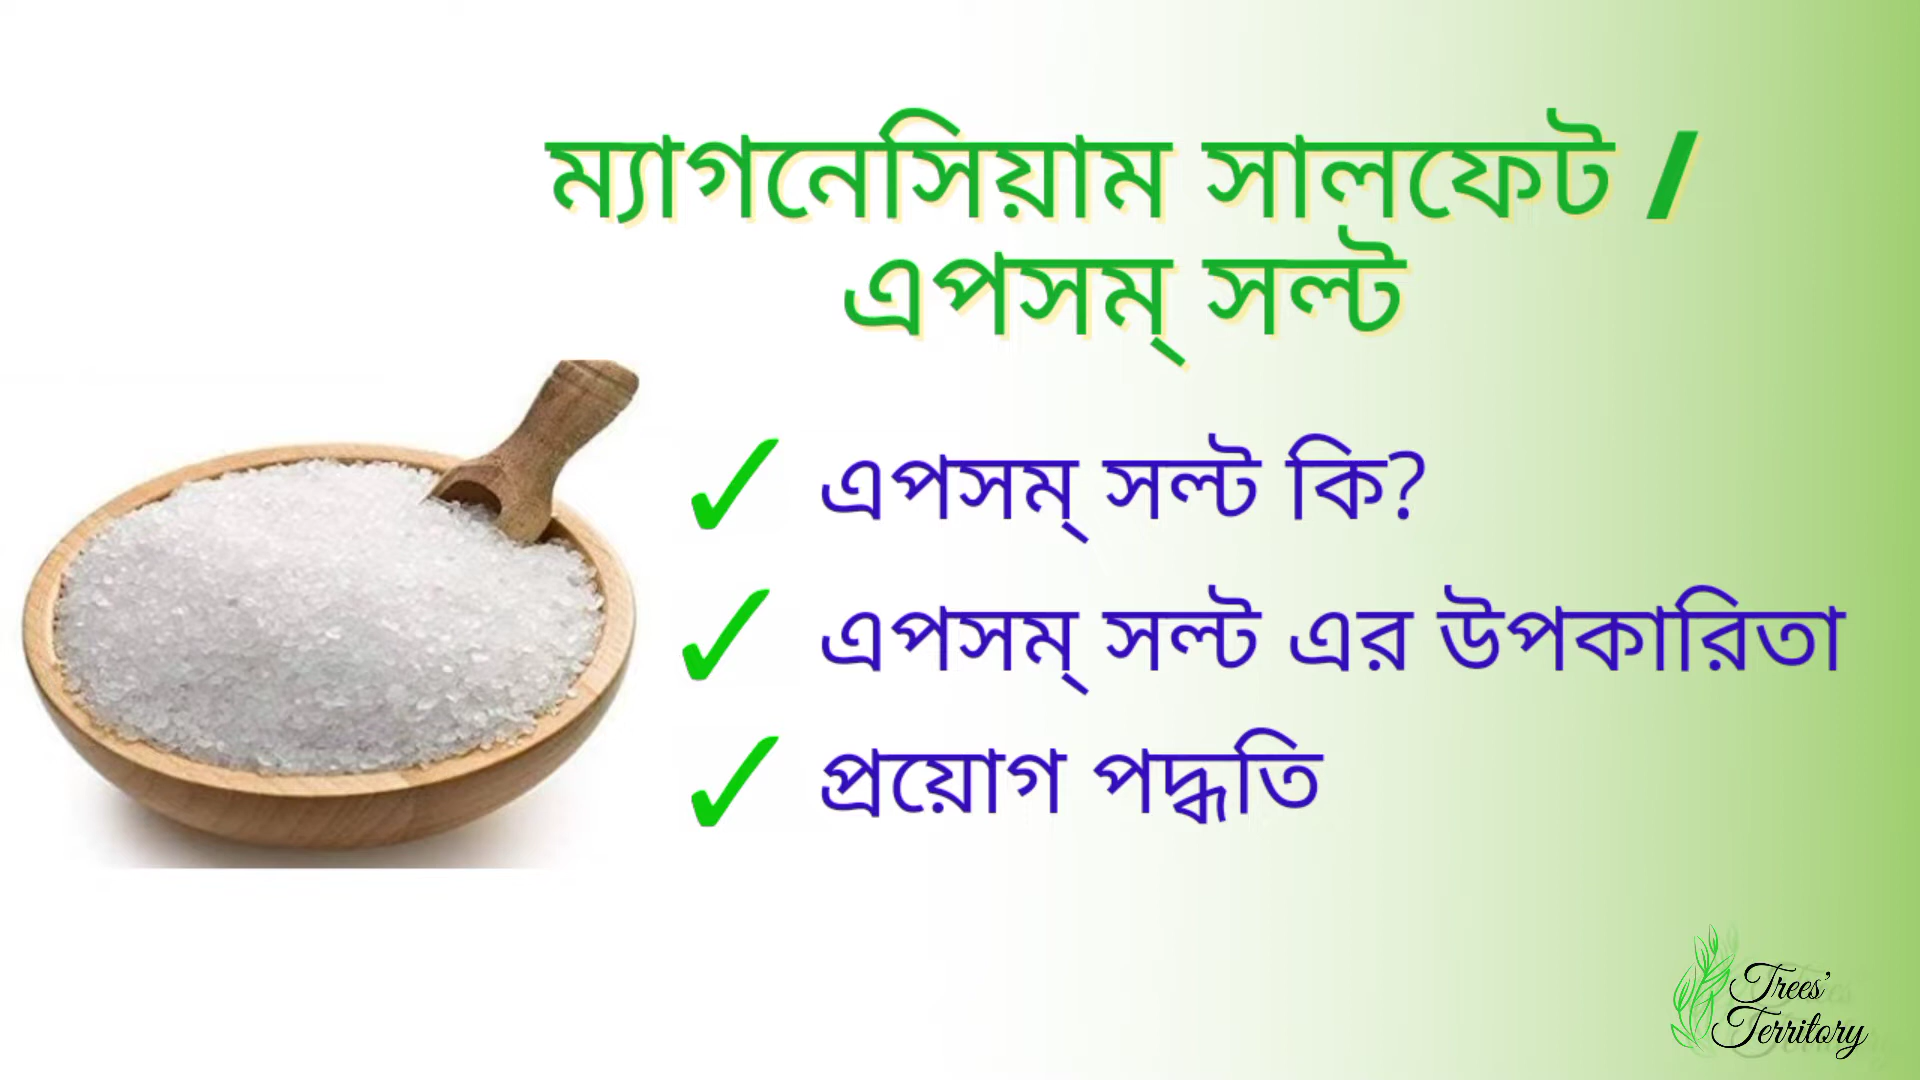 ম্যাগনেসিয়াম সালফেট /
এপসম্ সল্ট
✓ এপসম্ সল্ট কি?
✓ এপসম্ সল্ট এর উপকারিতা
✓ প্রয়োগ পদ্ধতি
Trees'
Territory